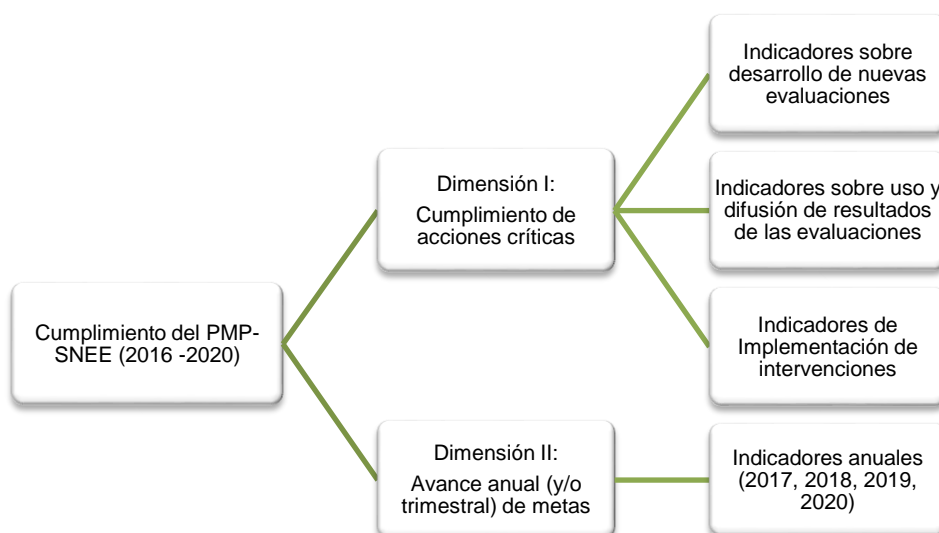 Cumplimiento del PMP-
SNEE (2016 -2020)
Dimensión I:
Cumplimiento de
acciones críticas
Indicadores sobre
desarrollo de nuevas
evaluaciones
Indicadores sobre uso y
difusión de resultados
de las evaluaciones
Indicadores de
Implementación de
intervenciones
Dimensión II:
Avance anual (y/o
trimestral) de metas
Indicadores anuales
(2017, 2018, 2019,
2020)